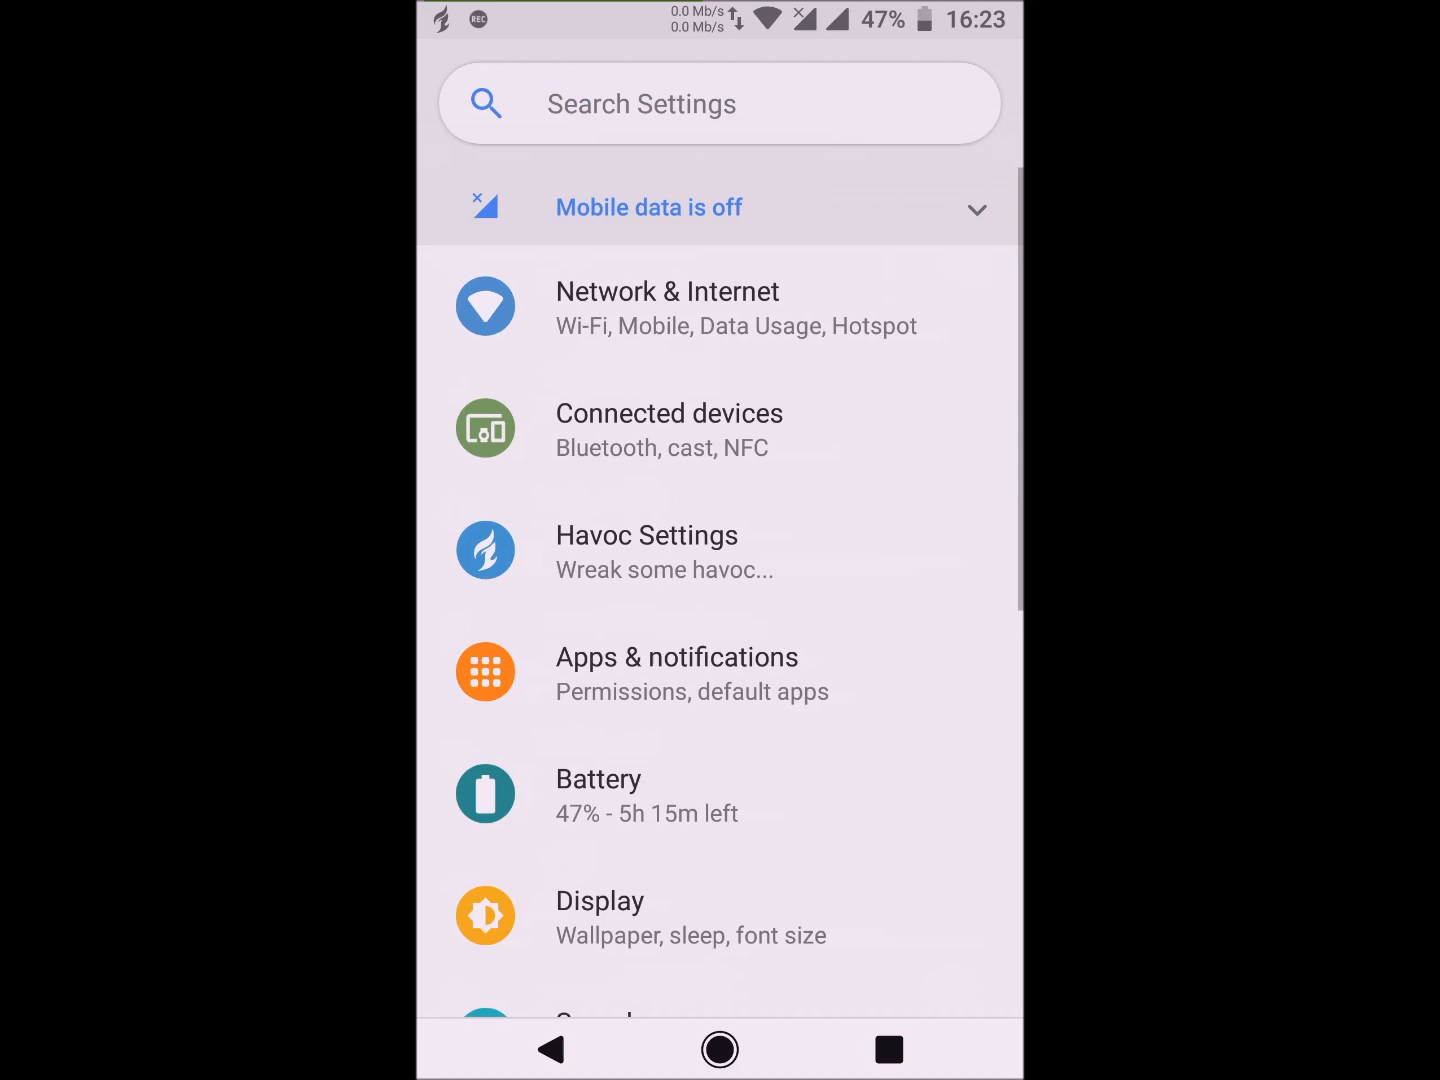 REC
0.0 Mb/s
0.0 Mb/s
47%
16:23
Search Settings
Mobile data is off
Network & Internet
Wi-Fi, Mobile, Data Usage, Hotspot
Connected devices
Bluetooth, cast, NFC
Havoc Settings
Wreak some havoc...
Apps & notifications
Permissions, default apps
Battery
47% - 5h 15m left
Display
Wallpaper, sleep, font size